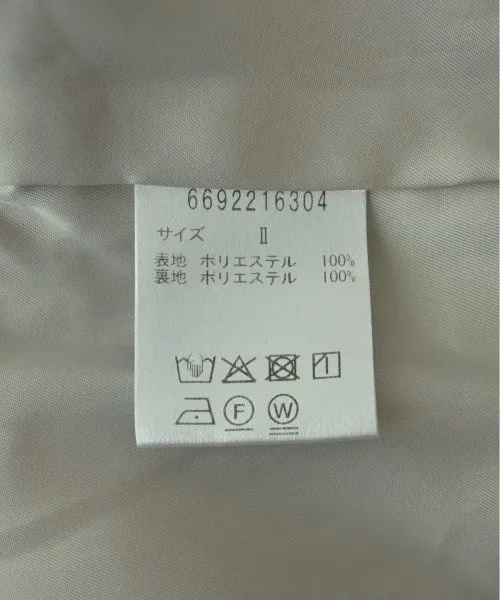 6692216304
サイズ Ⅱ
表地 ポリエステル 100%
裏地 ポリエステル 100%
F W